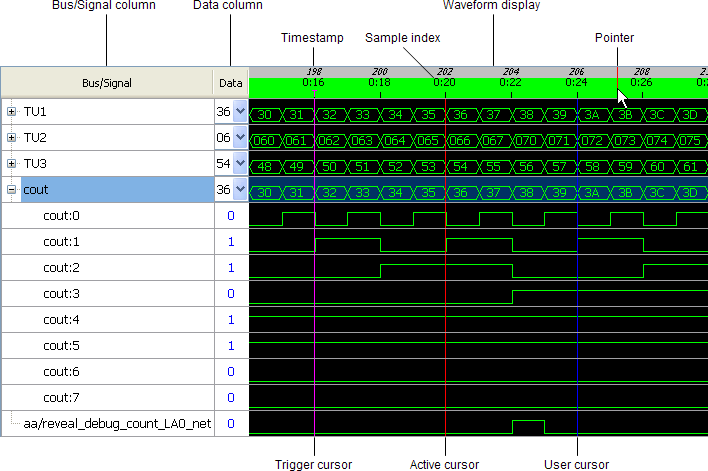 Bus/Signal column Data column Waveform display
Timestamp Sample index Pointer
198 200 202 204 206 208
Bus/Signal Data 0:16 0:18 0:20 0:22 0:24 0:26
TU1 36 30 31 32 33 34 35 36 37 38 39 3A 3B 3C 3D
TU2 06 060 061 062 063 064 065 066 067 070 071 072 073 074 075
TU3 54 48 49 50 51 52 53 54 55 56 57 58 59 60 61
cout 36 30 31 32 33 34 35 36 37 38 39 3A 3B 3C 3D
cout:0 0
cout:1 1
cout:2 1
cout:3 0
cout:4 1
cout:5 1
cout:6 0
cout:7 0
aa/reveal_debug_count_LA0_net 0
Trigger cursor Active cursor User cursor